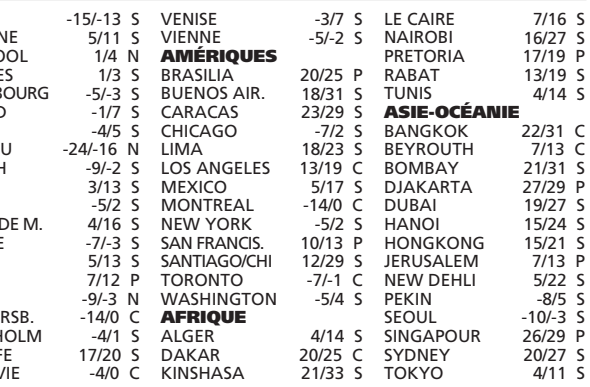 -15/-13 S
NE 5/11 S
OOL 1/4 N
ES 1/3 S
BOURG -5/-3 S
-1/7 S
-4/5 S
U -24/-16 N
H -9/-2 S
3/13 S
-5/2 S
DE M. 4/16 S
E -7/-3 S
5/13 S
7/12 P
-9/-3 N
RSB. -14/0 C
HOLM -4/1 S
FE 17/20 S
VIE -4/0 C
VENISE -3/7 S
VIENNE -5/-2 S
AMÉRIQUES
BRASILIA 20/25 P
BUENOS AIR. 18/31 S
CARACAS 23/29 S
CHICAGO -7/2 S
LIMA 18/23 S
LOS ANGELES 13/19 C
MEXICO 5/17 S
MONTREAL -14/0 C
NEW YORK -5/2 S
SAN FRANCIS. 10/13 P
SANTIAGO/CHI 12/29 S
TORONTO -7/-1 C
WASHINGTON -5/4 S
AFRIQUE
ALGER 4/14 S
DAKAR 20/25 C
KINSHASA 21/33 S
LE CAIRE 7/16 S
NAIROBI 16/27 S
PRETORIA 17/19 P
RABAT 13/19 S
TUNIS 4/14 S
ASIE-OCÉANIE
BANGKOK 22/31 C
BEYROUTH 7/13 C
BOMBAY 21/31 S
DJAKARTA 27/29 P
DUBAI 19/27 S
HANOI 15/24 S
HONGKONG 15/21 S
JERUSALEM 7/13 P
NEW DEHLI 5/22 S
PEKIN -8/5 S
SEOUL -10/-3 S
SINGAPOUR 26/29 P
SYDNEY 20/27 S
TOKYO 4/11 S